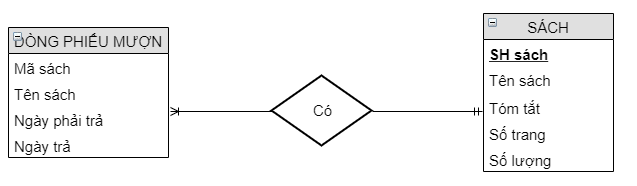 DÒNG PHIẾU MƯỢN
Mã sách
Tên sách
Ngày phải trả
Ngày trả
Có
SÁCH
SH sách
Tên sách
Tóm tắt
Số trang
Số lượng